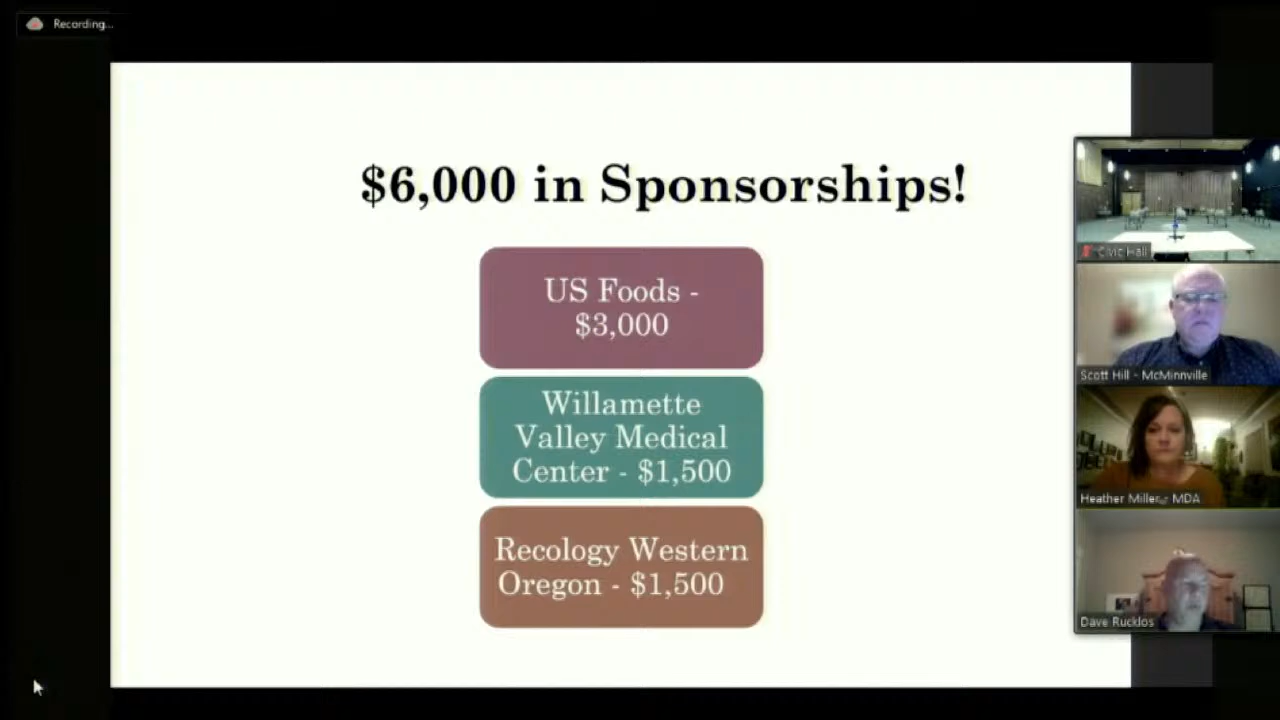 Recording...
$6,000 in Sponsorships!
US Foods -
$3,000
Willamette
Valley Medical
Center - $1,500
Recology Western
Oregon - $1,500
Civic Hall
Scott Hill - McMinnville
Heather Miller - MDA
Dave Rucklos